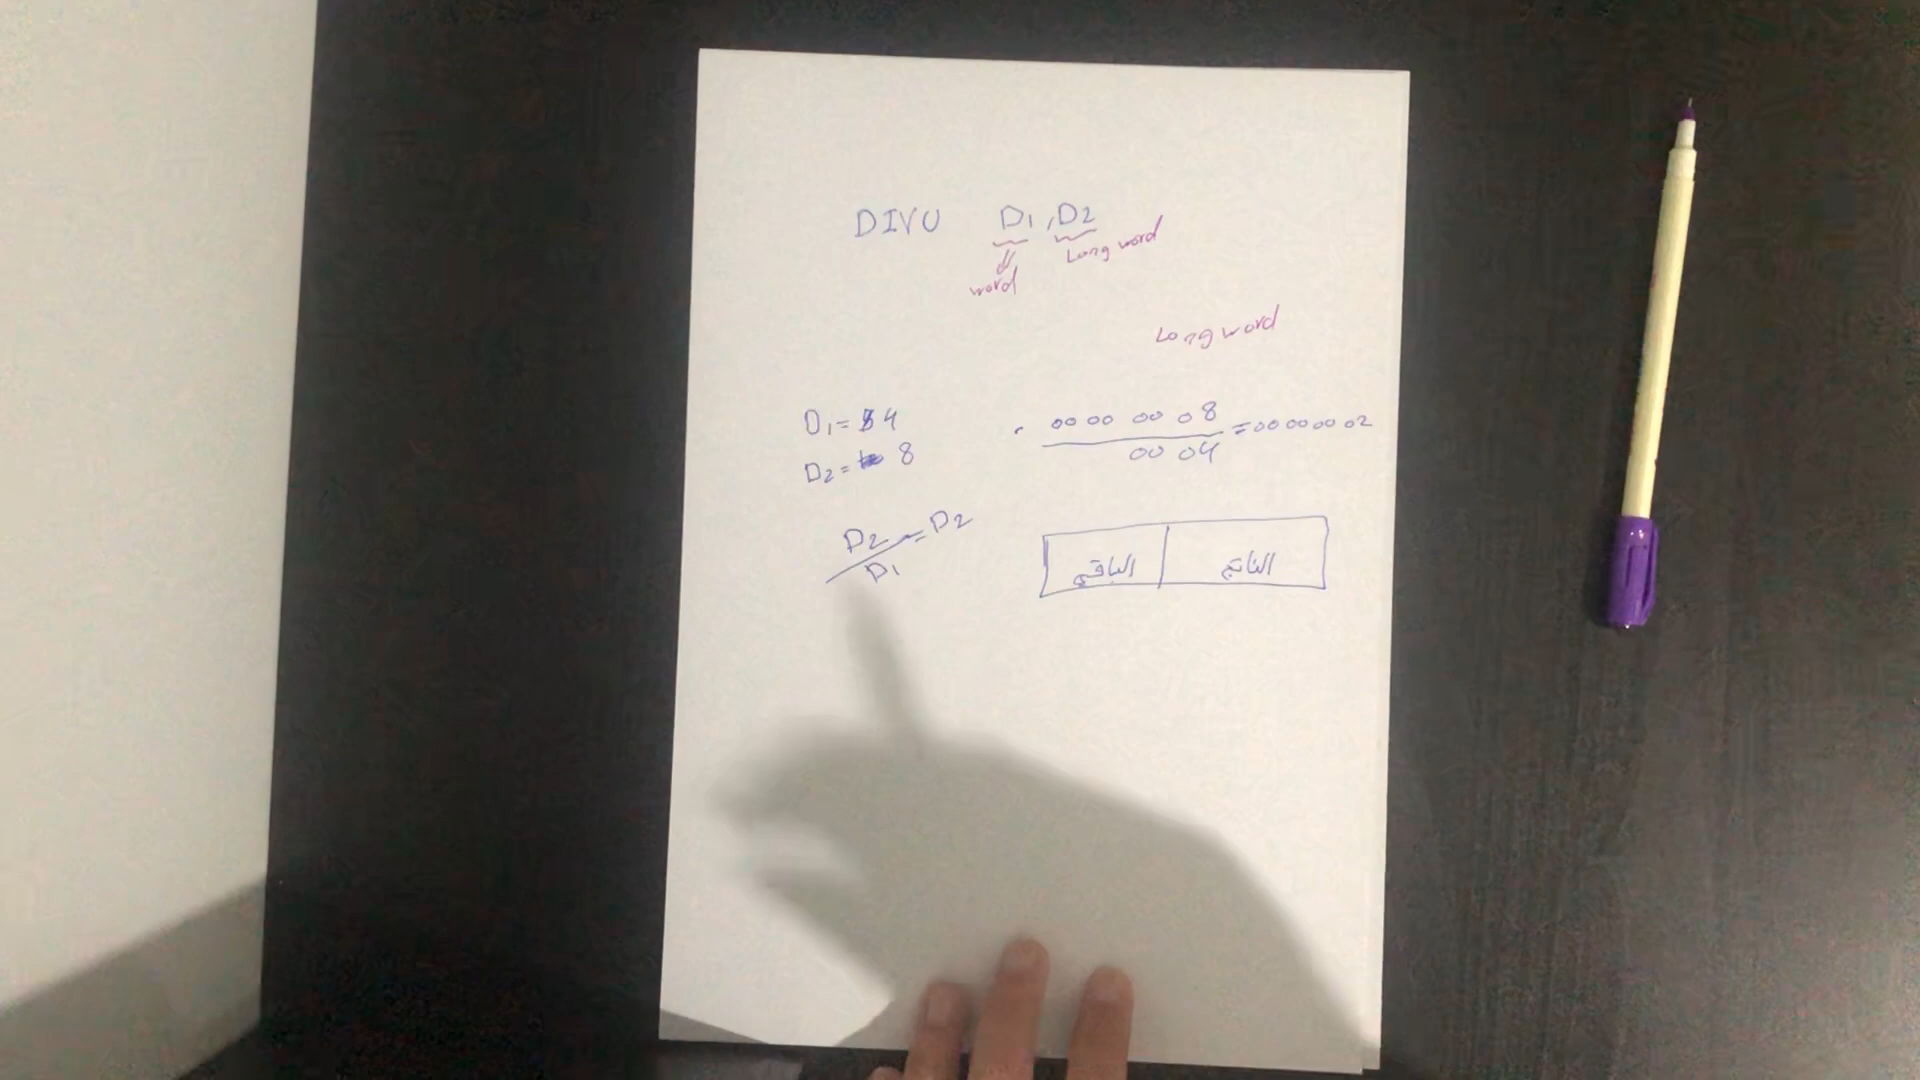 DIVU D1,D2
word Long word
Long word
D1 = $4
D2 = 8
00 00 00 08 / 00 04 = 00 00 00 02
D2 / D1 = D2
الباقي الناتج